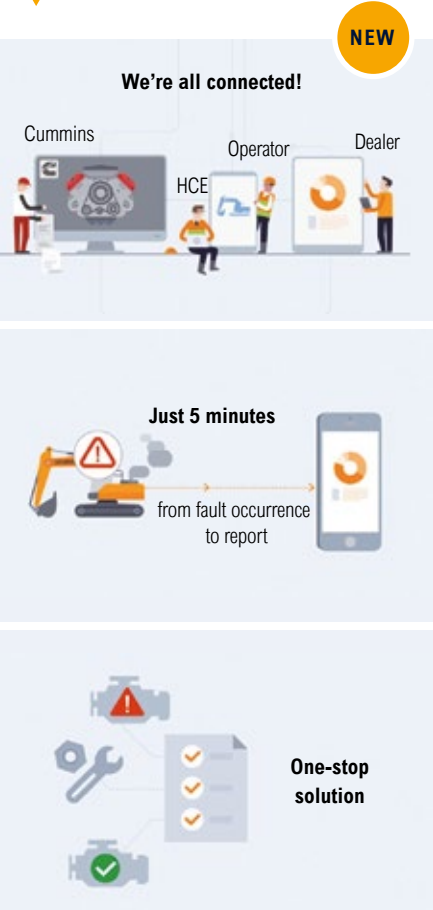 NEW
We're all connected!
Cummins
HCE
Operator
Dealer
Just 5 minutes
from fault occurrence
to report
One-stop
solution